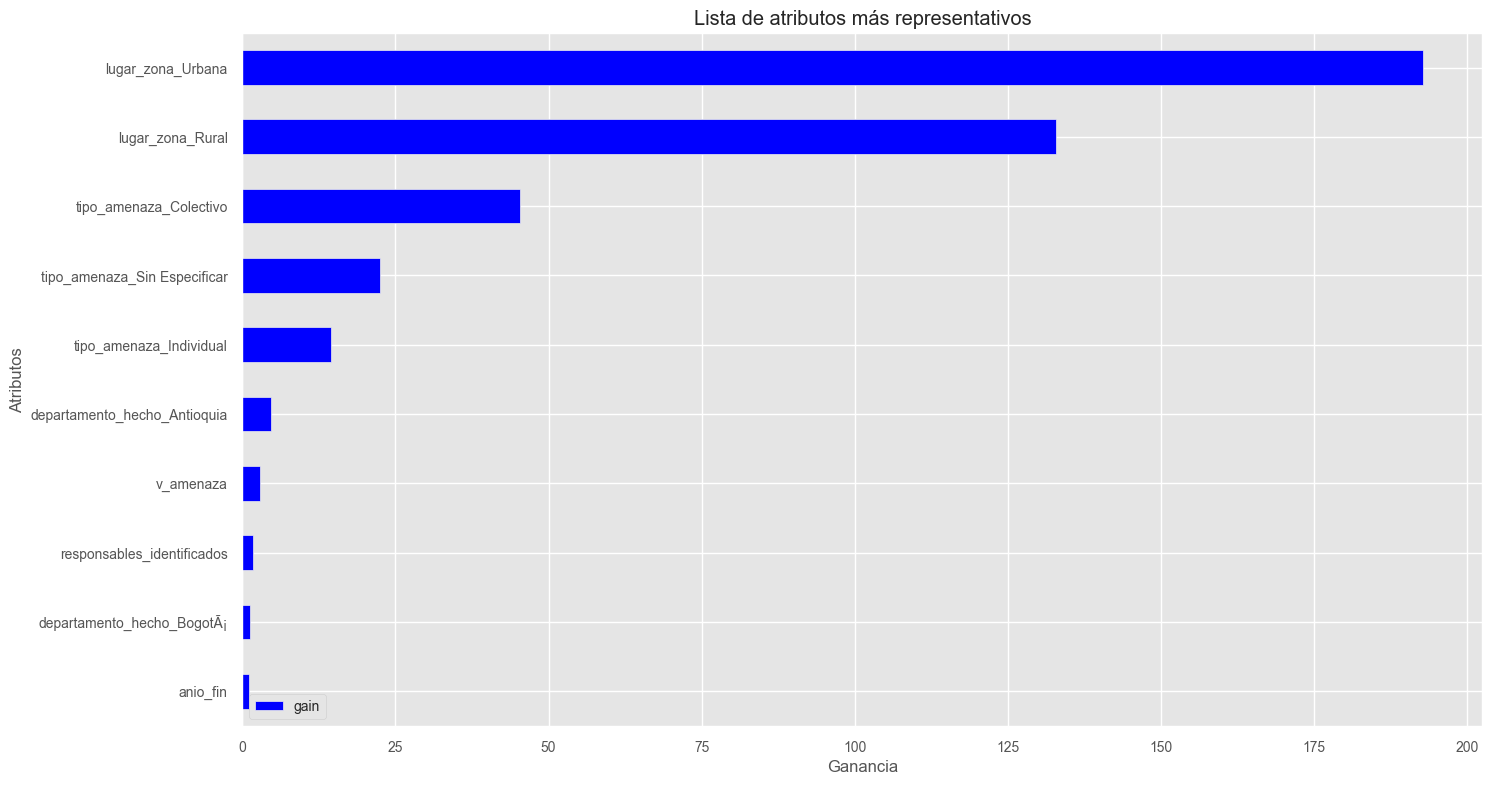 Lista de atributos más representativos
lugar_zona_Urbana
lugar_zona_Rural
tipo_amenaza_Colectivo
tipo_amenaza_Sin Especificar
tipo_amenaza_Individual
departamento_hecho_Antioquia
v_amenaza
responsables_identificados
departamento_hecho_BogotÃ¡
anio_fin
Atributos
gain
0 25 50 75 100 125 150 175 200
Ganancia